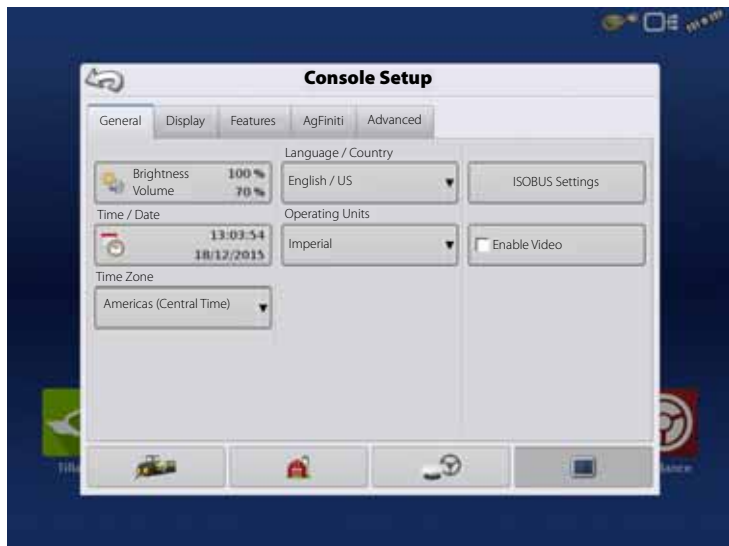 Console Setup
General Display Features AgFiniti Advanced
Language / Country
Brightness 100 %
Volume 70 %
English / US
ISOBUS Settings
Time / Date
Operating Units
13:03:54
18/12/2015
Imperial
Enable Video
Time Zone
Americas (Central Time)